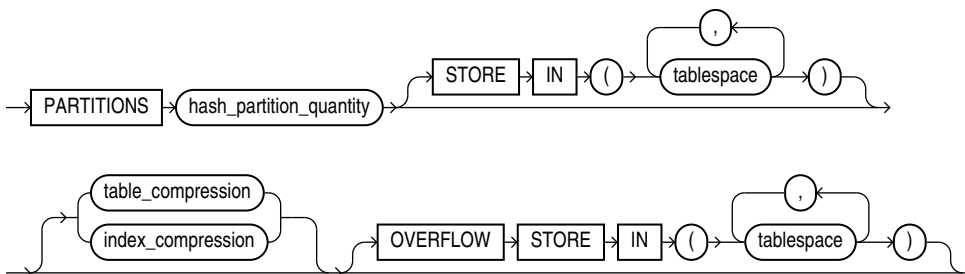 ,
STORE IN ( tablespace )
PARTITIONS hash_partition_quantity
table_compression
,
index_compression
OVERFLOW STORE IN ( tablespace )